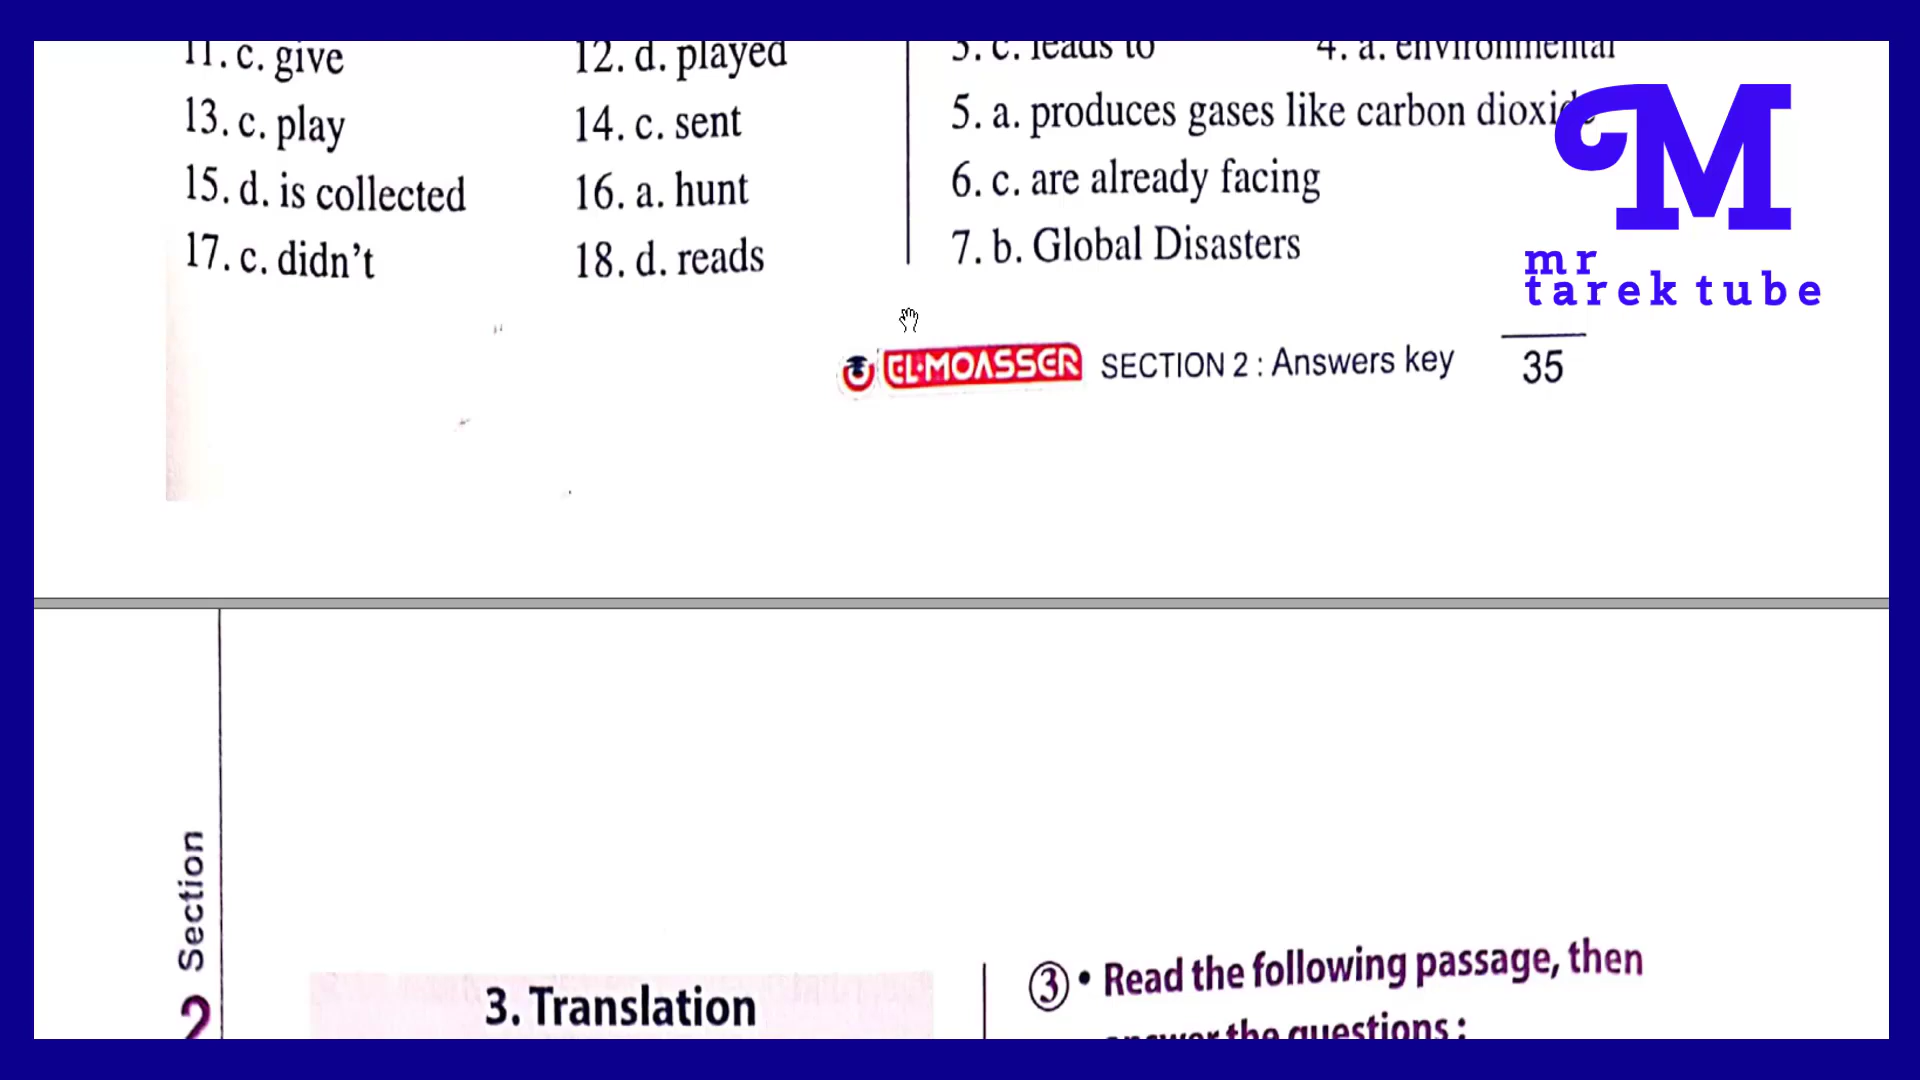 11. c. give
12. d. played
13. c. play
14. c. sent
15. d. is collected
16. a. hunt
17. c. didn't
18. d. reads
3. c. leads to
4. a. environmental
5. a. produces gases like carbon dioxide
6. c. are already facing
7. b. Global Disasters
M
mr
tarek tube
EL-MOASSER SECTION 2 : Answers key
35
Section
2
3. Translation
③ • Read the following passage, then
answer the questions :